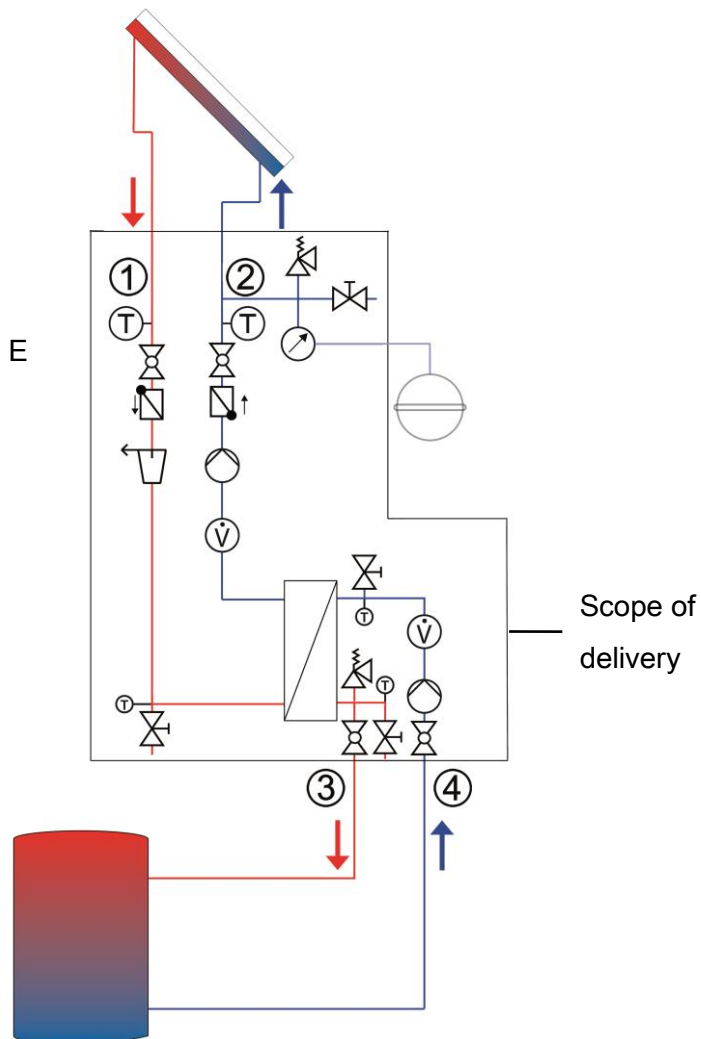 ① ②
T T
E
V̇
T V̇
Scope of
delivery
T T
③ ④